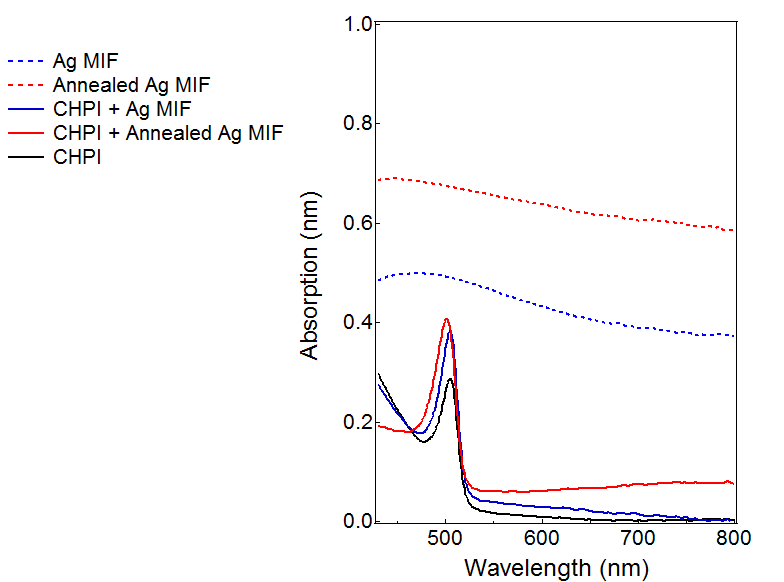 Ag MIF
Annealed Ag MIF
CHPI + Ag MIF
CHPI + Annealed Ag MIF
CHPI
Absorption (nm)
1.0
0.8
0.6
0.4
0.2
0.0
500 600 700 800
Wavelength (nm)